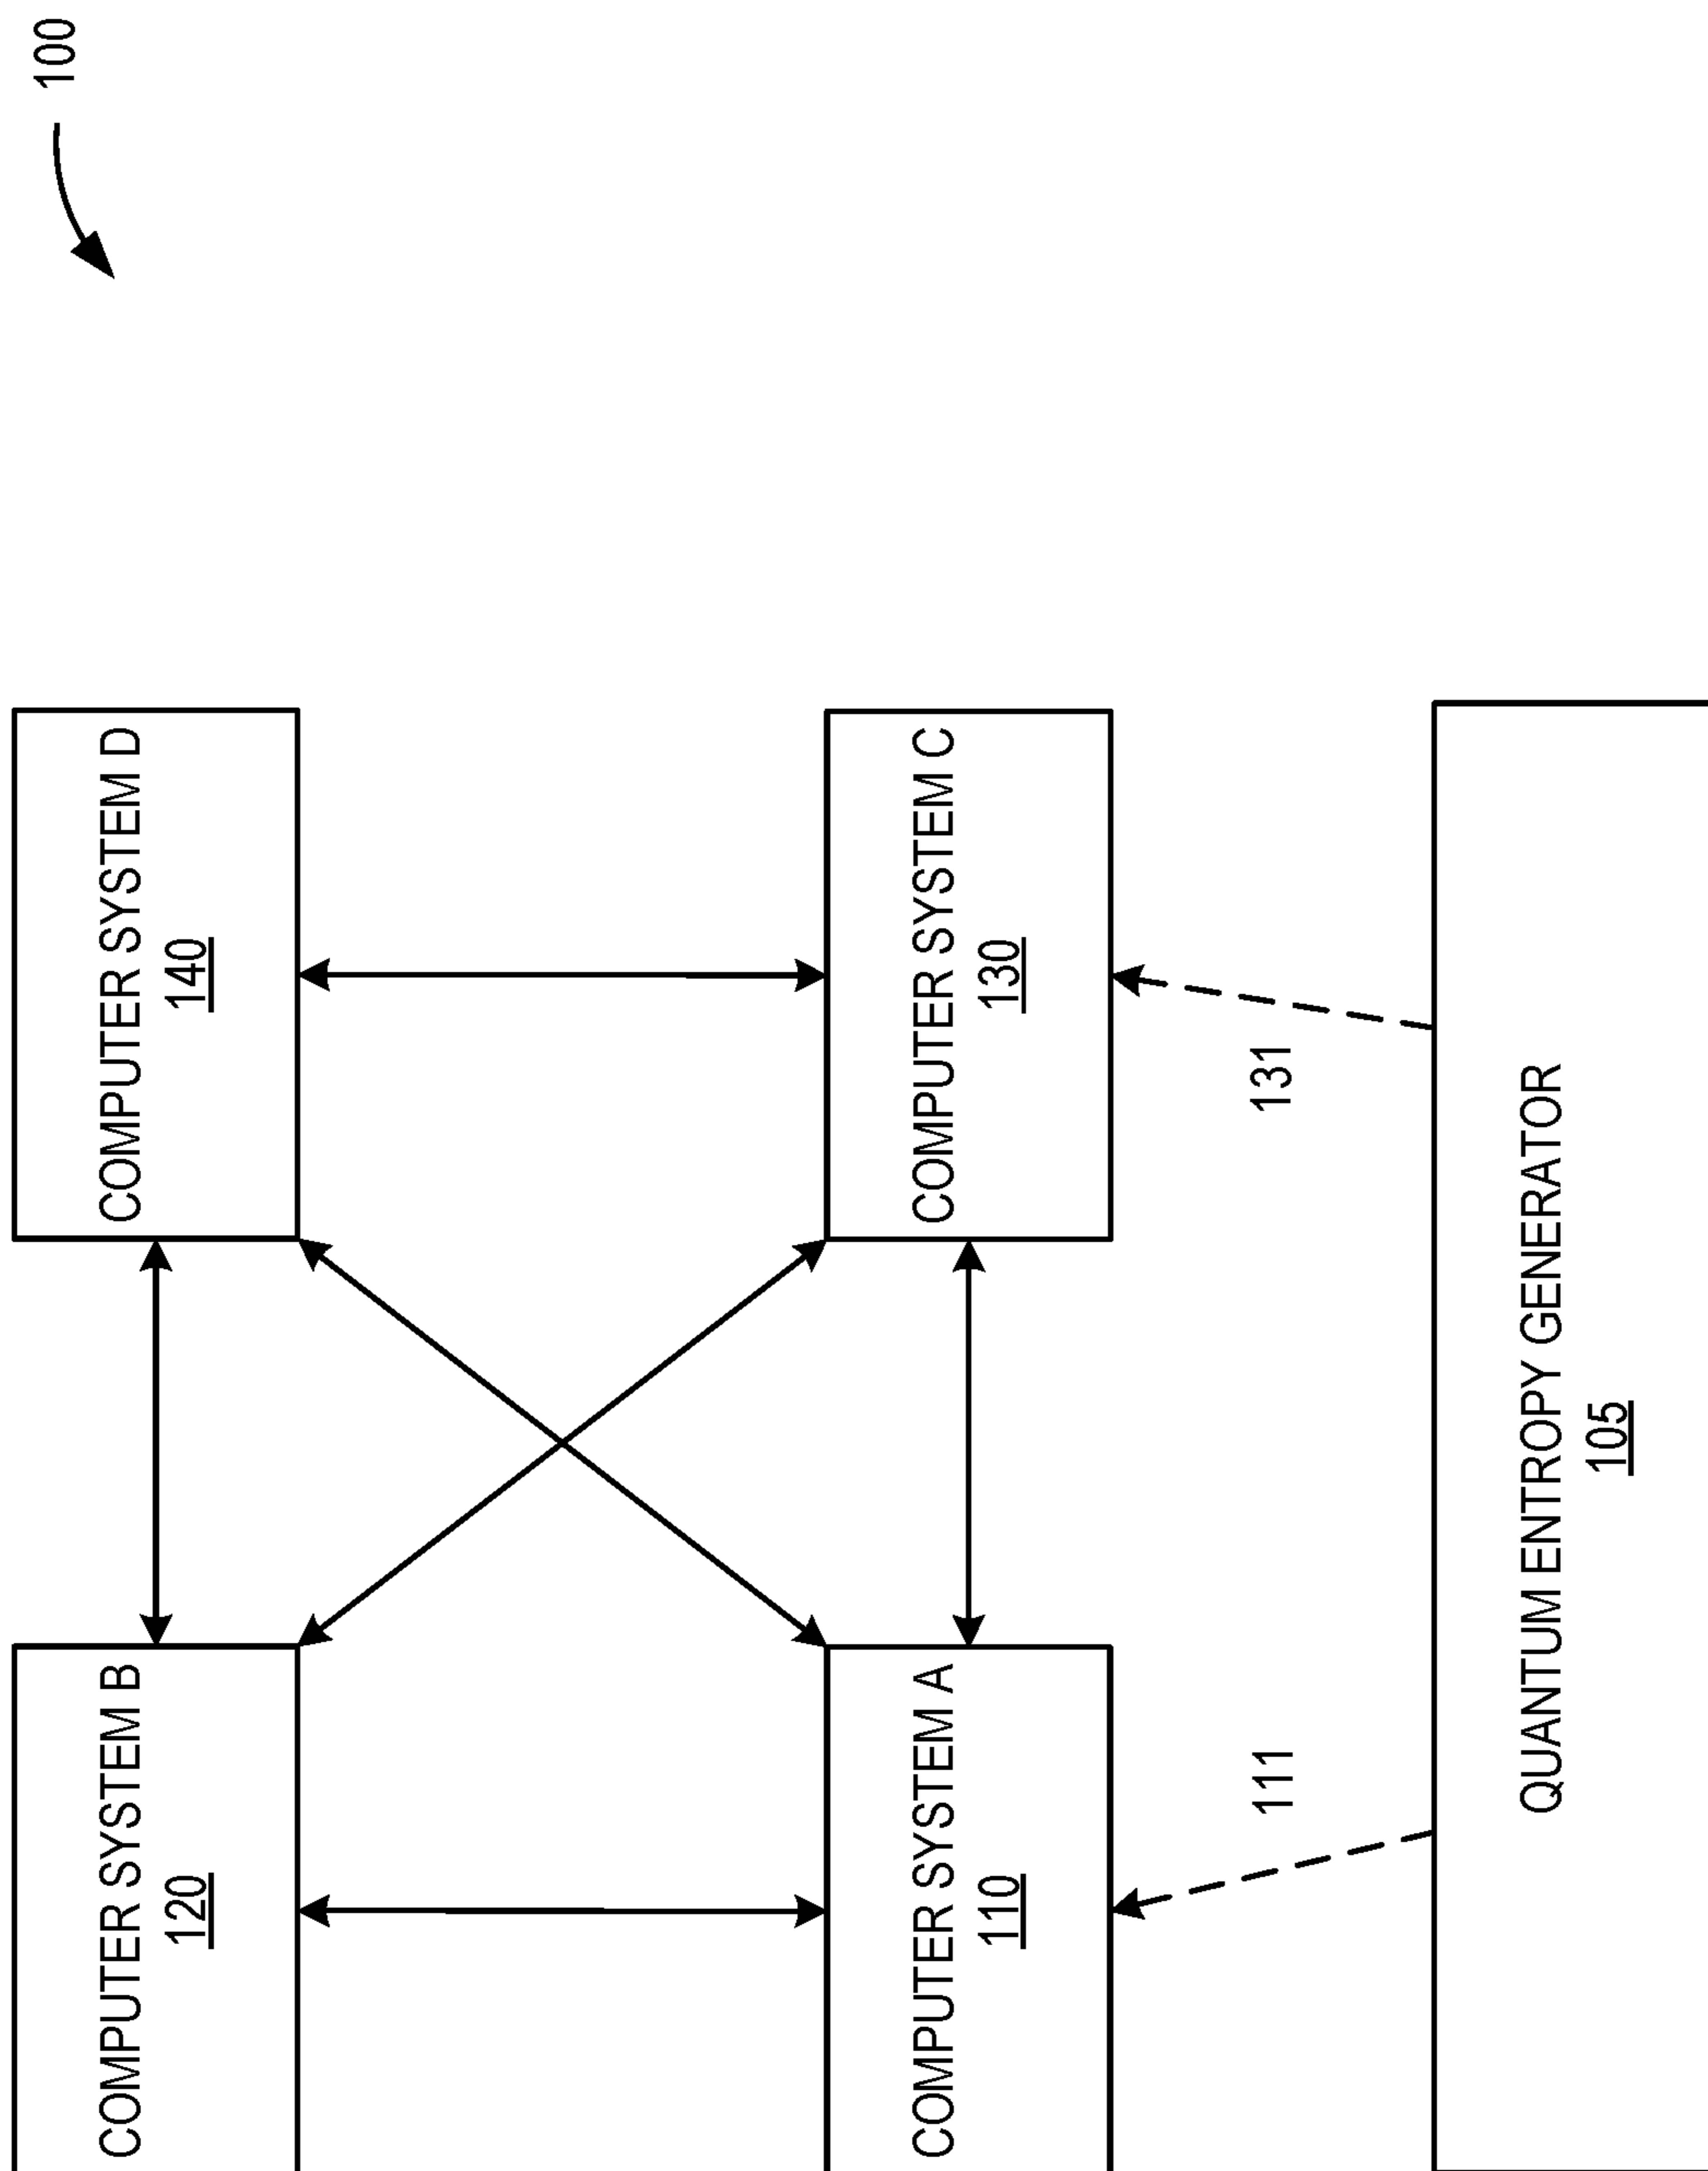 100
COMPUTER SYSTEM B
120
COMPUTER SYSTEM D
140
COMPUTER SYSTEM A
110
COMPUTER SYSTEM C
130
111
131
QUANTUM ENTROPY GENERATOR
105